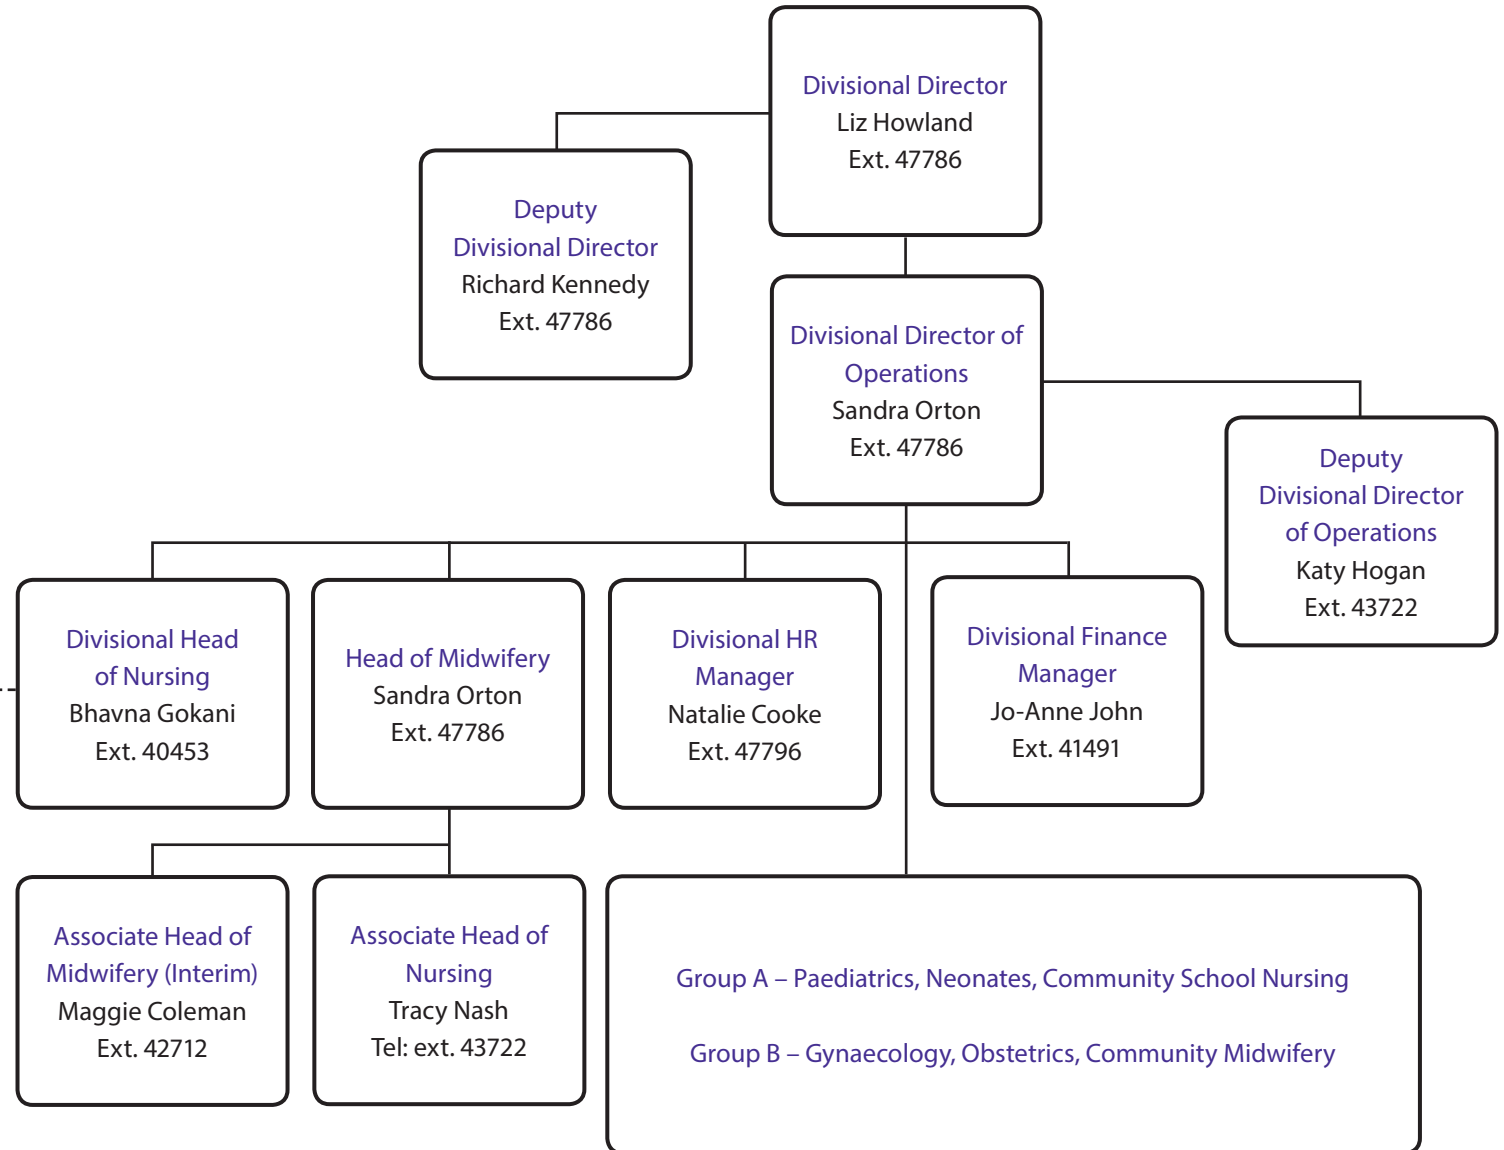 Divisional Director
Liz Howland
Ext. 47786
Deputy
Divisional Director
Richard Kennedy
Ext. 47786
Divisional Director of
Operations
Sandra Orton
Ext. 47786
Deputy
Divisional Director
of Operations
Katy Hogan
Ext. 43722
Divisional Head
of Nursing
Bhavna Gokani
Ext. 40453
Head of Midwifery
Sandra Orton
Ext. 47786
Divisional HR
Manager
Natalie Cooke
Ext. 47796
Divisional Finance
Manager
Jo-Anne John
Ext. 41491
Associate Head of
Midwifery (Interim)
Maggie Coleman
Ext. 42712
Associate Head of
Nursing
Tracy Nash
Tel: ext. 43722
Group A – Paediatrics, Neonates, Community School Nursing
Group B – Gynaecology, Obstetrics, Community Midwifery